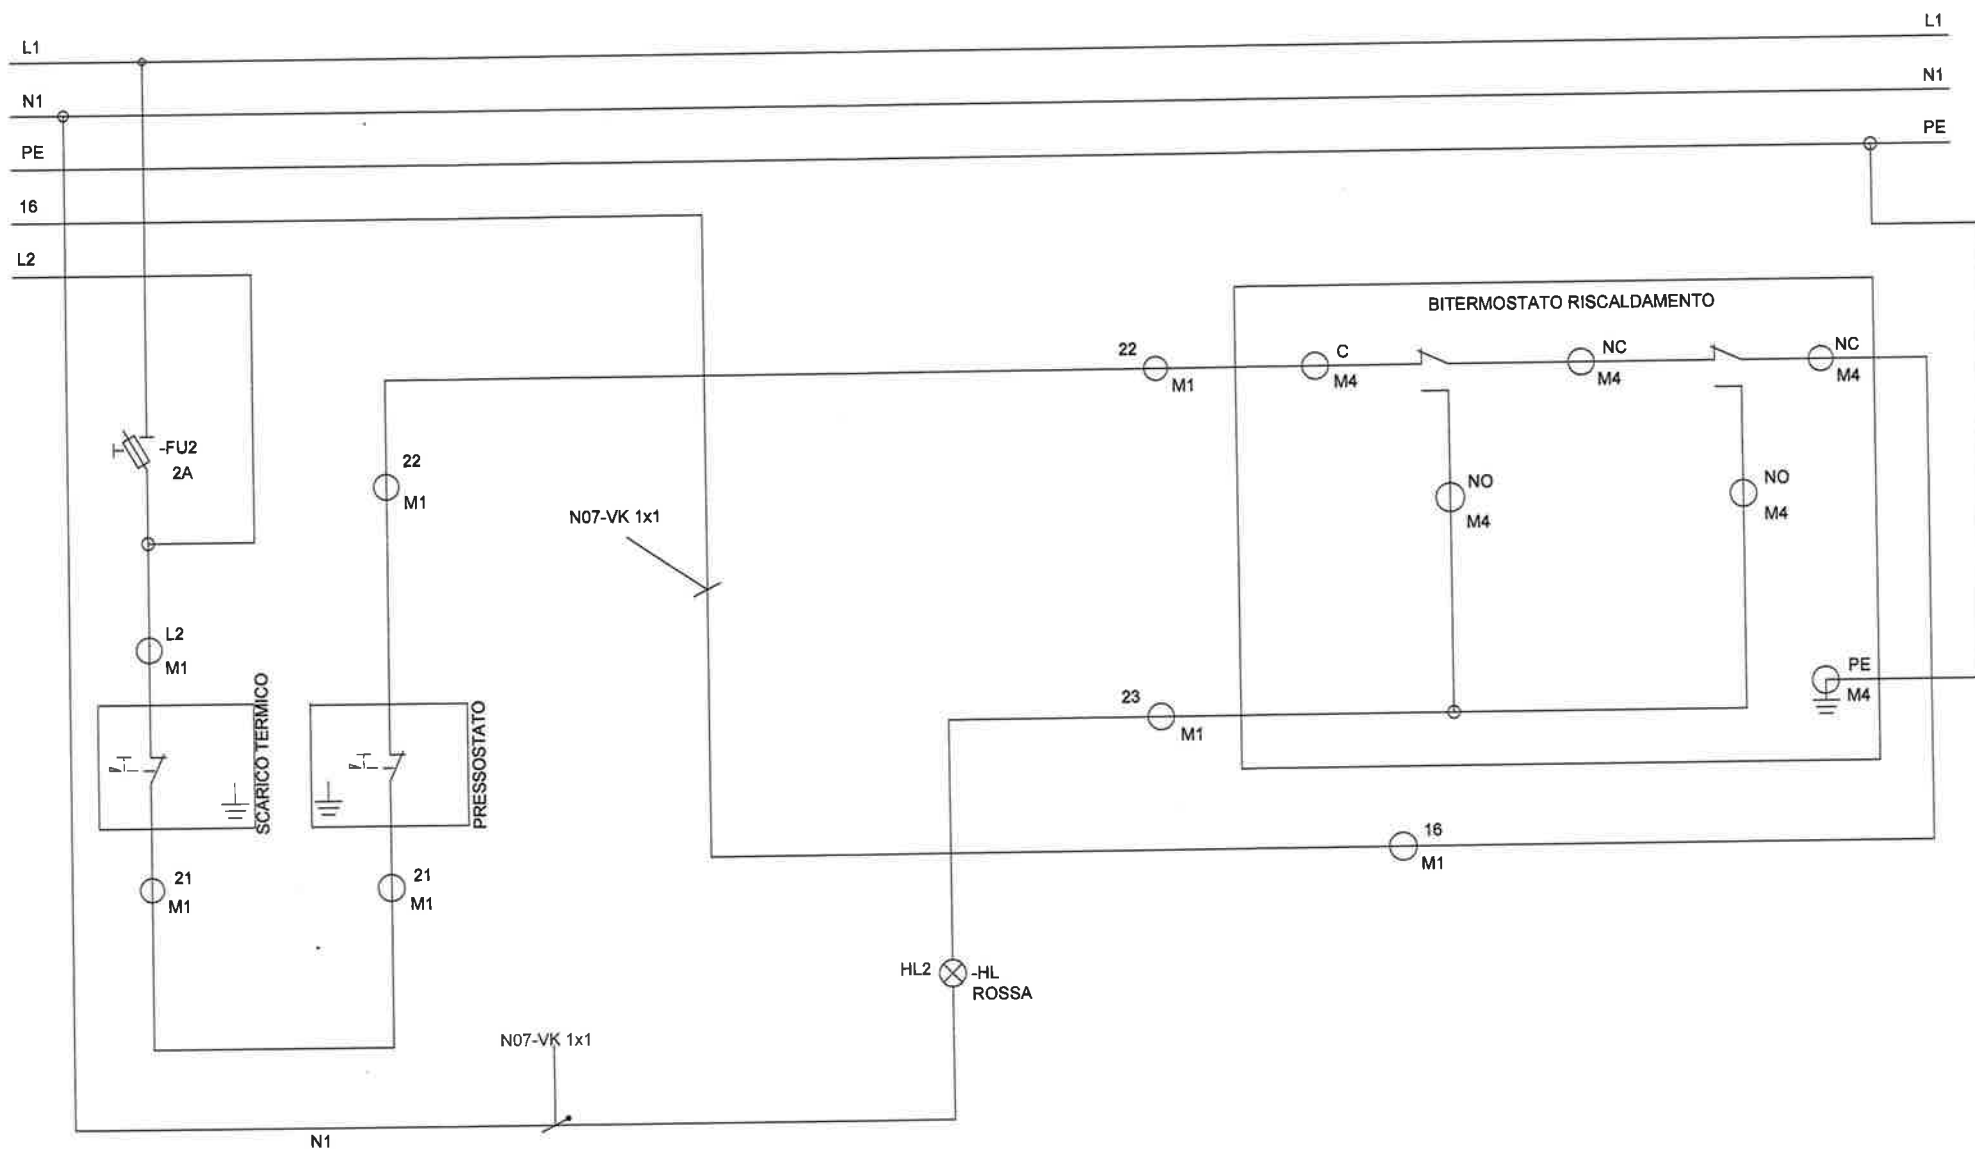 L1
L1
N1
N1
PE
PE
16
L2
BITERMOSTATO RISCALDAMENTO
22
M1
C
M4
NC
M4
NC
M4
-FU2
2A
22
M1
NO
M4
NO
M4
N07-VK 1x1
L2
M1
PE
M4
SCARICO TERMICO
PRESSOSTATO
23
M1
16
M1
21
M1
21
M1
HL2
-HL
ROSSA
N07-VK 1x1
N1